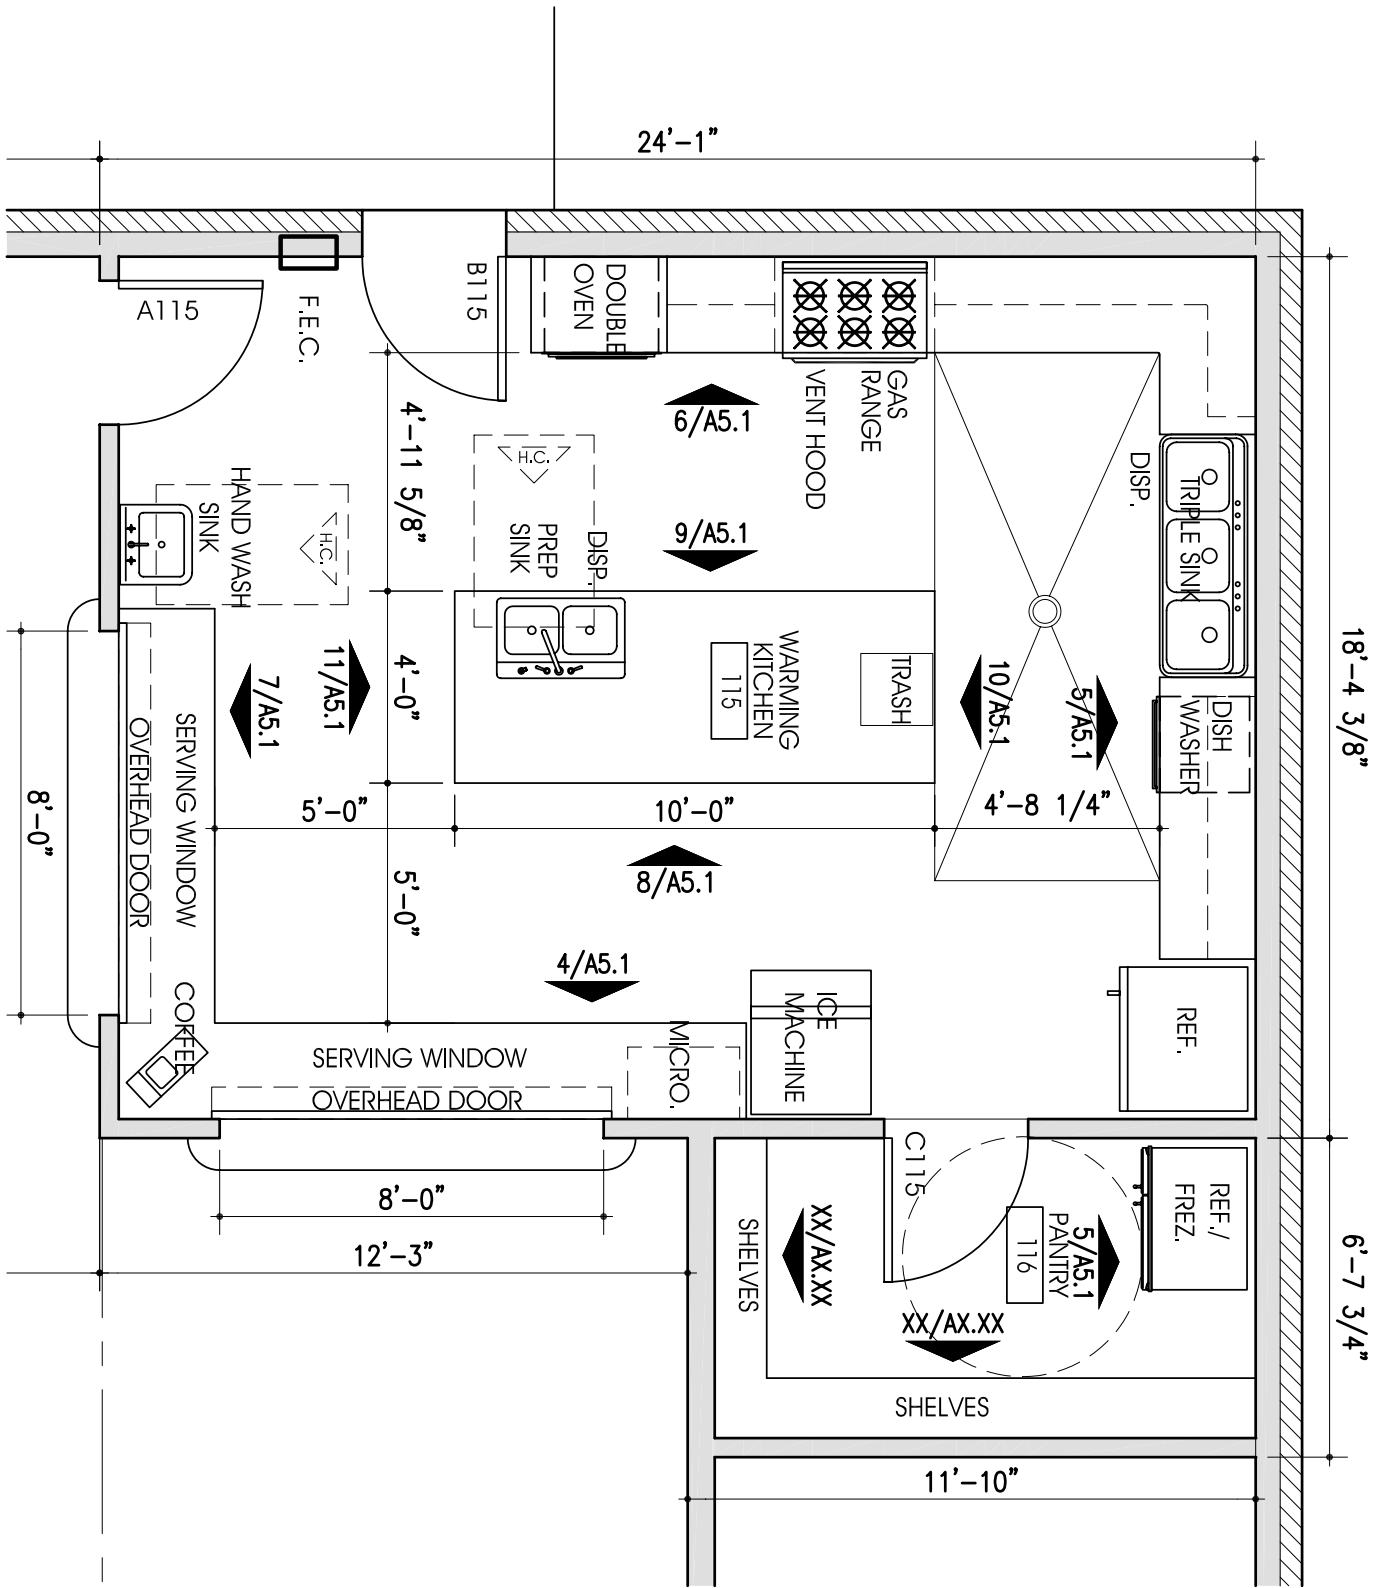 24'-1"
A115
F.E.C.
B115
DOUBLE
OVEN
GAS
RANGE
VENT HOOD
6/A5.1
4'-11 5/8"
H.C.
DISP.
PREP
SINK
9/A5.1
DISP.
TRIPLE SINK
HAND WASH
SINK
H.C.
18'-4 3/8"
11/A5.1
4'-0"
7/A5.1
WARMING
KITCHEN
115
TRASH
10/A5.1
5/A5.1
DISH
WASHER
SERVING WINDOW
OVERHEAD DOOR
8'-0"
5'-0"
10'-0"
4'-8 1/4"
5'-0"
8/A5.1
4/A5.1
COFFEE
SERVING WINDOW
OVERHEAD DOOR
MICRO.
ICE
MACHINE
REF.
C115
8'-0"
12'-3"
SHELVES
XX/AX.XX
116
PANTRY
5/A5.1
REF./
FREZ.
6'-7 3/4"
XX/AX.XX
SHELVES
11'-10"